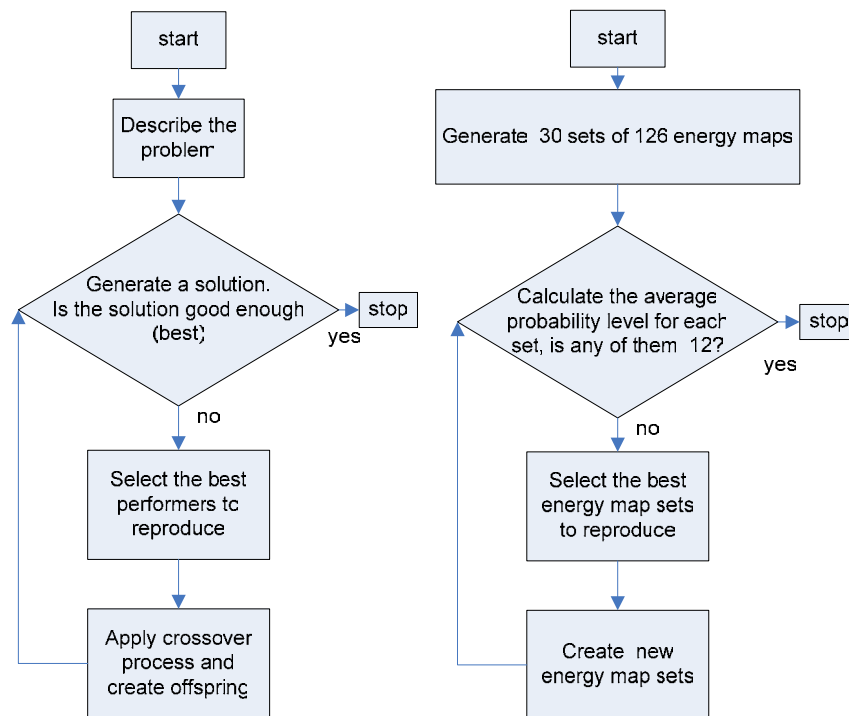 start
Describe the
problem
Generate a solution.
Is the solution good enough
(best)
stop
yes
no
Select the best
performers to
reproduce
Apply crossover
process and
create offspring
start
Generate 30 sets of 126 energy maps
Calculate the average
probability level for each
set, is any of them 12?
stop
yes
no
Select the best
energy map sets
to reproduce
Create new
energy map sets